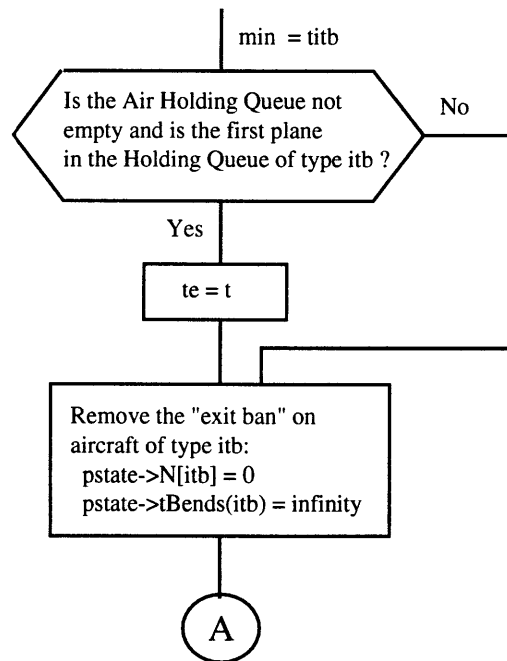 min = titb
Is the Air Holding Queue not
empty and is the first plane
in the Holding Queue of type itb ?
No
Yes
te = t
Remove the "exit ban" on
aircraft of type itb:
pstate->N[itb] = 0
pstate->tBends(itb) = infinity
A